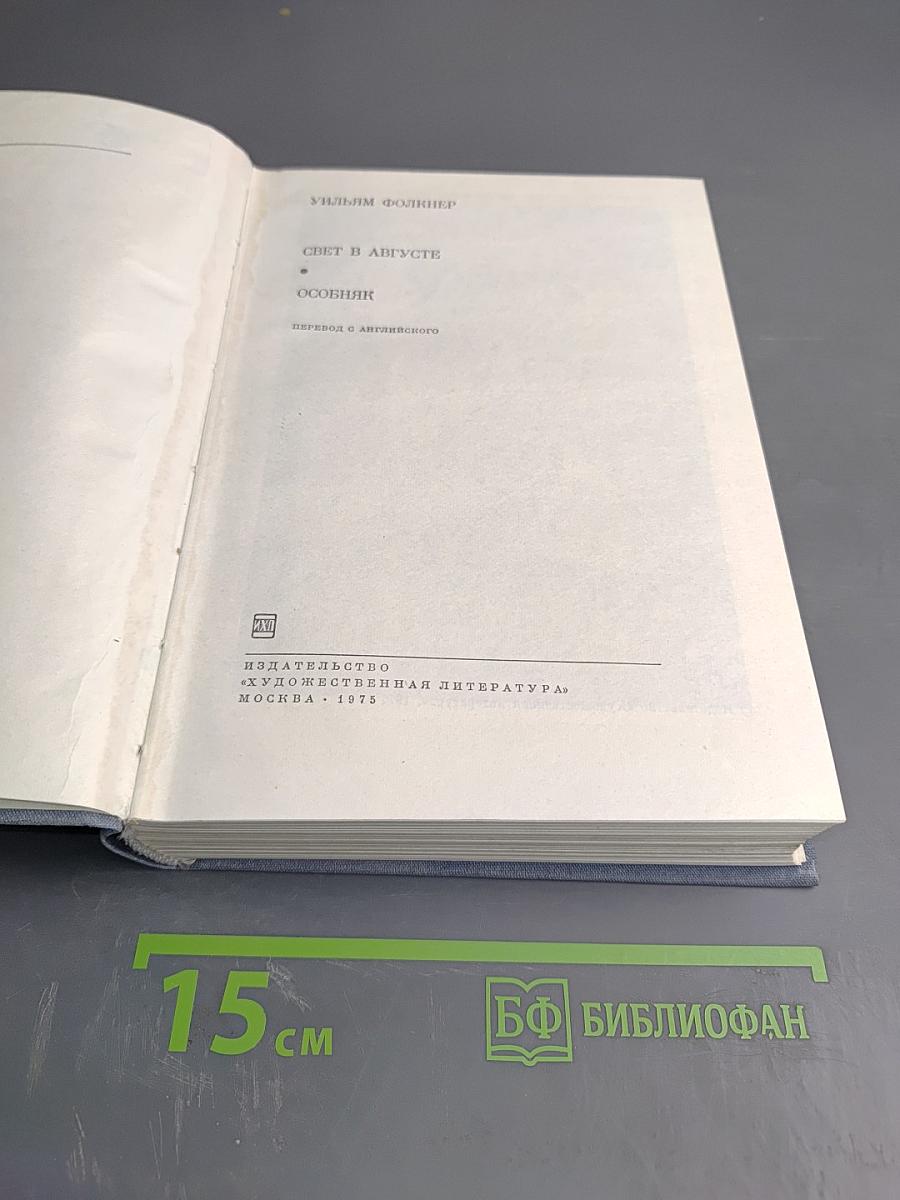 УИЛЬЯМ ФОЛКНЕР
СВЕТ В АВГУСТЕ
•
ОСОБНЯК
ПЕРЕВОД С АНГЛИЙСКОГО
ИХЛ
ИЗДАТЕЛЬСТВО
«ХУДОЖЕСТВЕННАЯ ЛИТЕРАТУРА»
МОСКВА · 1975
15 см
БФ БИБЛИОФАН